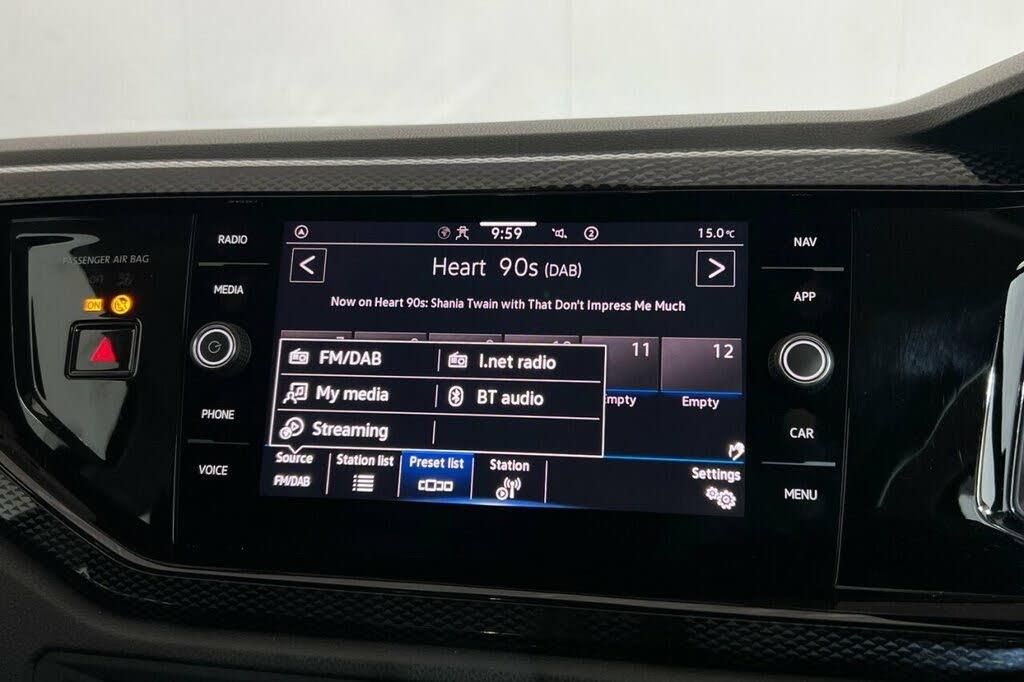 PASSENGER AIR BAG
ON
RADIO
MEDIA
PHONE
VOICE
9:59
2
15.0°C
Heart 90s (DAB)
Now on Heart 90s: Shania Twain with That Don't Impress Me Much
11
12
Empty
FM/DAB
I.net radio
My media
BT audio
Streaming
Source
FM/DAB
Station list
Preset list
Station
Settings
NAV
APP
CAR
MENU